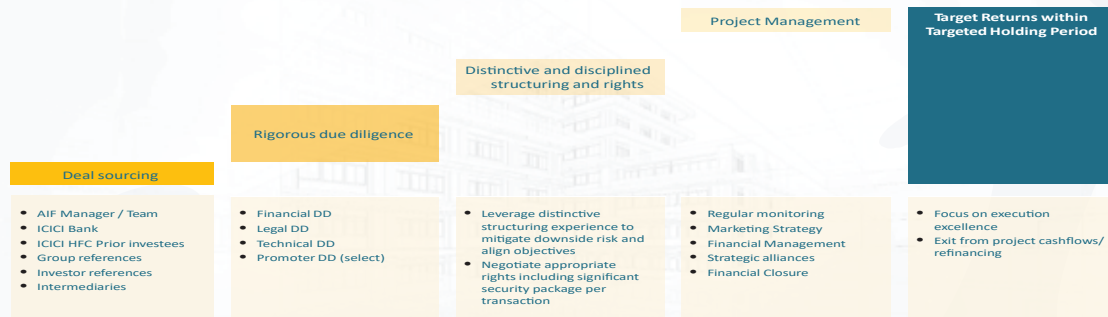 Project Management
Target Returns within
Targeted Holding Period
Distinctive and disciplined
structuring and rights
Rigorous due diligence
Deal sourcing
• AIF Manager / Team
• ICICI Bank
• ICICI HFC Prior investees
• Group references
• Investor references
• Intermediaries
• Financial DD
• Legal DD
• Technical DD
• Promoter DD (select)
• Leverage distinctive
structuring experience to
mitigate downside risk and
align objectives
• Negotiate appropriate
rights including significant
security package per
transaction
• Regular monitoring
• Marketing Strategy
• Financial Management
• Strategic alliances
• Financial Closure
• Focus on execution
excellence
• Exit from project cashflows/
refinancing